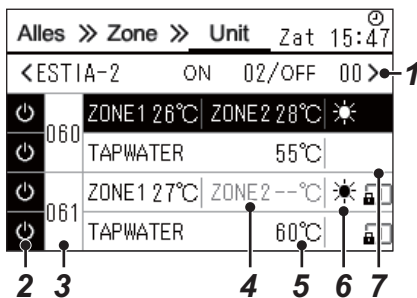 Alles » Zone » Unit Zat 15:47
<ESTIA-2 ON 02/OFF 00> 1
060 ZONE1 26℃ ZONE2 28℃
TAPWATER 55℃
061 ZONE1 27℃ ZONE2 --℃
TAPWATER 60℃
2 3 4 5 6 7